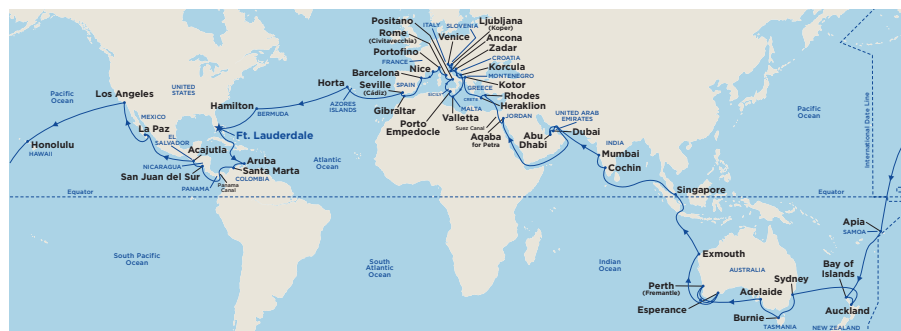 Positano
ITALY
SLOVENIA
Ljubljana
(Koper)
Rome
(Civitavecchia)
Venice
Ancona
Zadar
Portofino
CROATIA
FRANCE
Nice
Korcula
MONTENEGRO
Kotor
Barcelona
Seville
(Cádiz)
SPAIN
GREECE
Rhodes
SICILY
CRETE
Heraklion
Gibraltar
MALTA
JORDAN
Porto
Empedocle
Valletta
Suez Canal
Aqaba
for Petra
UNITED ARAB
EMIRATES
Abu
Dhabi
Dubai
INDIA
Mumbai
Cochin
Horta
AZORES
ISLANDS
Hamilton
BERMUDA
Pacific
Ocean
Los Angeles
UNITED
STATES
Honolulu
HAWAII
MEXICO
La Paz
EL
SALVADOR
Acajutla
Ft. Lauderdale
NICARAGUA
San Juan del Sur
PANAMA
Panama
Canal
Aruba
Santa Marta
COLOMBIA
Atlantic
Ocean
Pacific
Ocean
International Date Line
Equator
Equator
Singapore
Apia
SAMOA
South Pacific
Ocean
South
Atlantic
Ocean
Indian
Ocean
Exmouth
AUSTRALIA
Perth
(Fremantle)
Esperance
Adelaide
Sydney
Bay of
Islands
Burnie
TASMANIA
Auckland
NEW ZEALAND